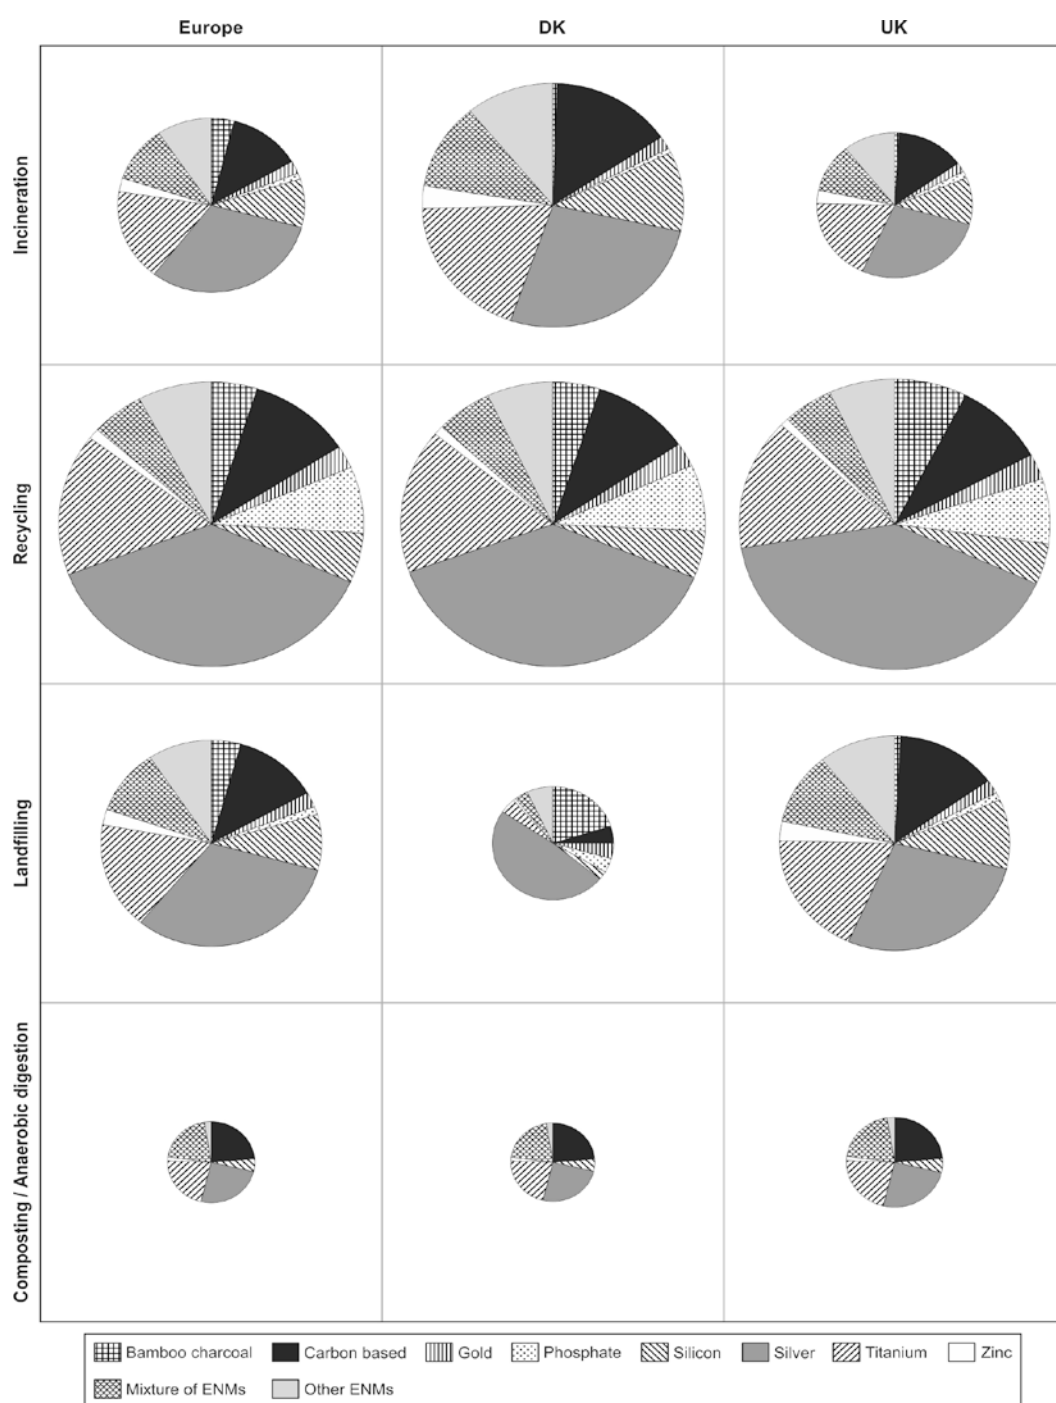 Europe DK UK
Incineration
Recycling
Landfilling
Composting / Anaerobic digestion
Bamboo charcoal Carbon based Gold Phosphate Silicon Silver Titanium Zinc
Mixture of ENMs Other ENMs